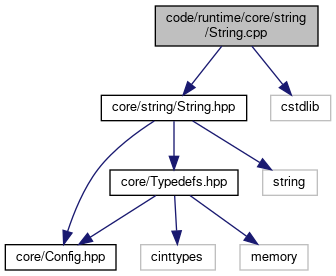 code/runtime/core/string
/String.cpp
core/string/String.hpp
cstdlib
core/Typedefs.hpp
string
core/Config.hpp
cinttypes
memory